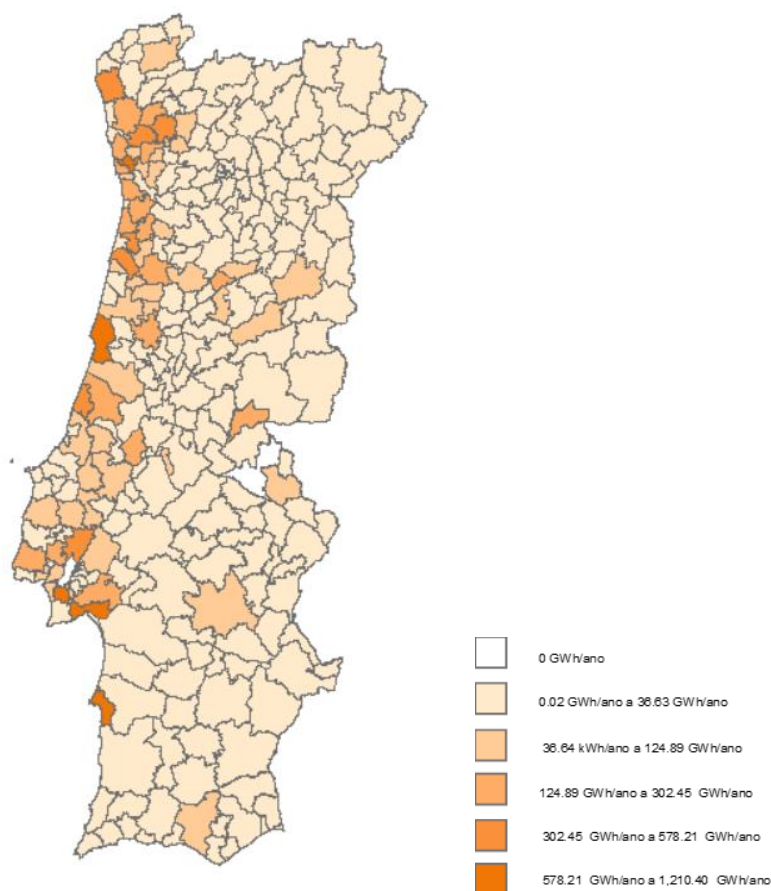 0 GWh/ano
0.02 GWh/ano a 36.63 GWh/ano
36.64 kWh/ano a 124.89 GWh/ano
124.89 GWh/ano a 302.45 GWh/ano
302.45 GWh/ano a 578.21 GWh/ano
578.21 GWh/ano a 1,210.40 GWh/ano